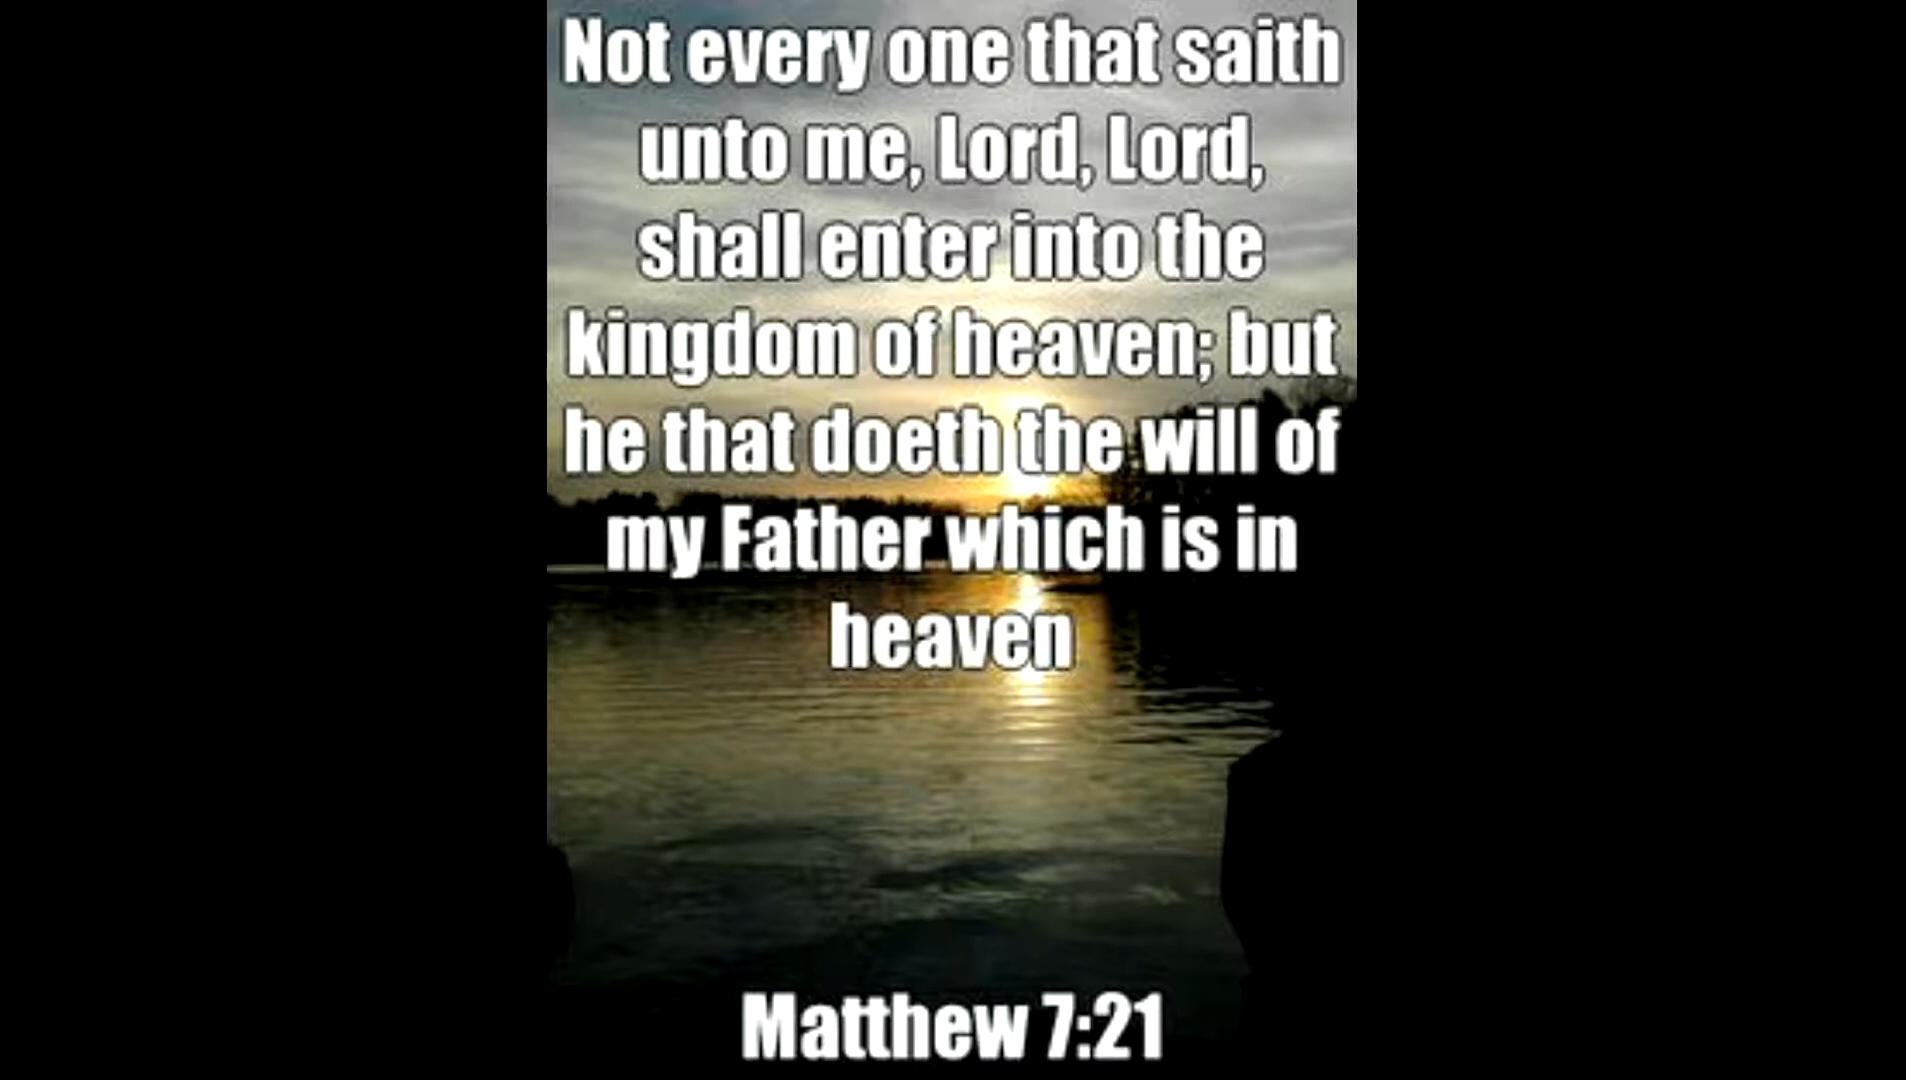 Not every one that saith
unto me, Lord, Lord,
shall enter into the
kingdom of heaven; but
he that doeth the will of
my Father which is in
heaven
Matthew 7:21